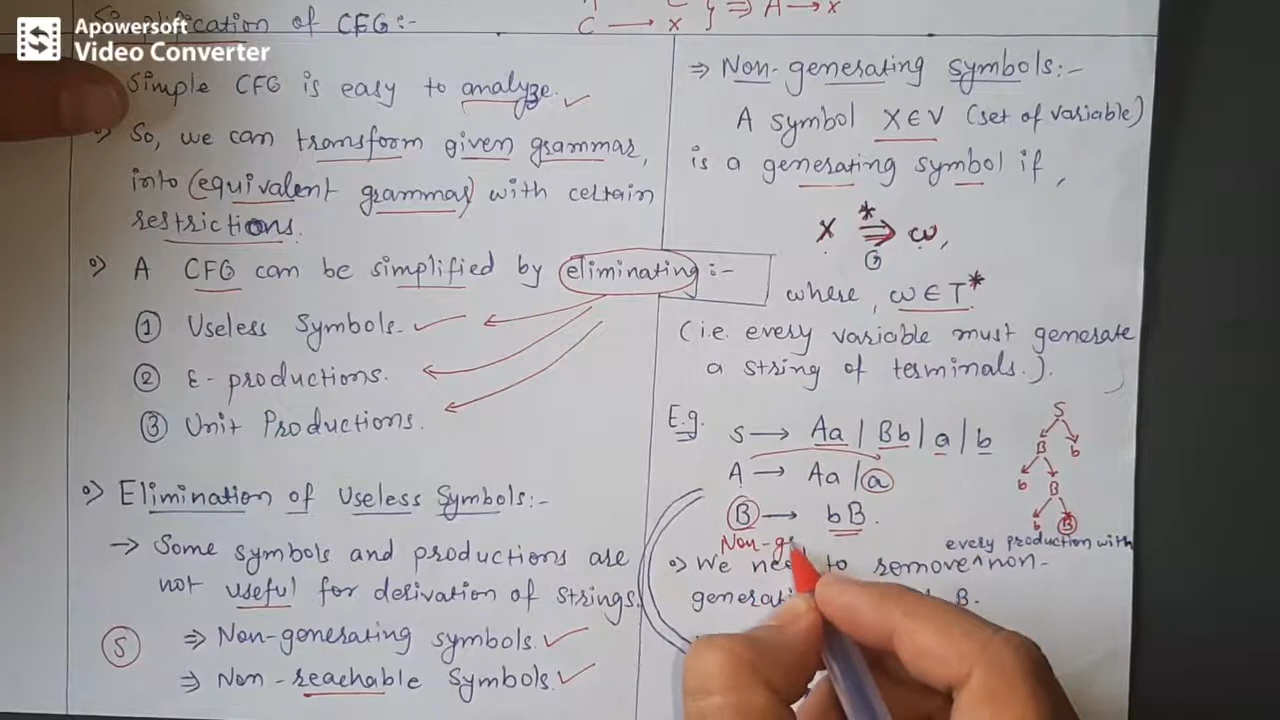 Apowersoft
Video Converter
Simplification of CFG:-
C → x } ⇒ A → x
Simple CFG is easy to analyze.
So, we can transform given grammar,
into (equivalent grammar) with certain
restrictions.
A CFG can be simplified by eliminating :-
① Useless Symbols.
② ε-productions.
③ Unit Productions.
Elimination of Useless Symbols:-
→ Some symbols and productions are
not useful for derivation of strings.
S ⇒ Non-generating symbols.
⇒ Non-reachable symbols.
⇒ Non-generating symbols:-
A symbol X∈V (set of variable)
is a generating symbol if,
X *⇒G ω,
where, ω∈T*
(i.e. every variable must generate
a string of terminals.).
E.g. S → Aa | Bb | a | b
A → Aa | a
B → bB.
Non-g
every production with
We need to remove ^ non-
B.
S
B b
b B
b B